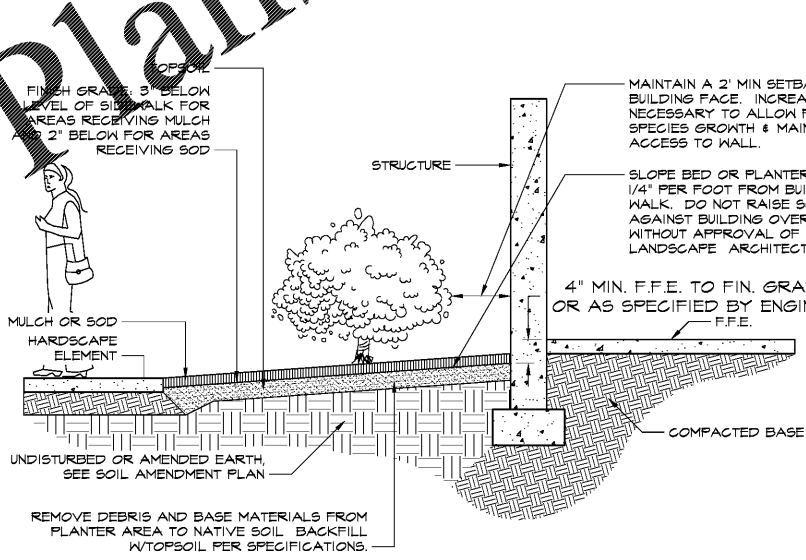 Plan
TOPSOIL
FINISH GRADE: 3" BELOW
LEVEL OF SIDEWALK FOR
AREAS RECEIVING MULCH
AND 2" BELOW FOR AREAS
RECEIVING SOD
STRUCTURE
MAINTAIN A 2' MIN SETBA
BUILDING FACE. INCREA
NECESSARY TO ALLOW F
SPECIES GROWTH & MAIN
ACCESS TO WALL.
SLOPE BED OR PLANTER
1/4" PER FOOT FROM BUI
WALK. DO NOT RAISE S
AGAINST BUILDING OVER
WITHOUT APPROVAL OF
LANDSCAPE ARCHITECT
4" MIN. F.F.E. TO FIN. GRA
OR AS SPECIFIED BY ENGIN
F.F.E.
MULCH OR SOD
HARDSCAPE
ELEMENT
COMPACTED BASE
UNDISTURBED OR AMENDED EARTH,
SEE SOIL AMENDMENT PLAN
REMOVE DEBRIS AND BASE MATERIALS FROM
PLANTER AREA TO NATIVE SOIL BACKFILL
W/TOPSOIL PER SPECIFICATIONS.